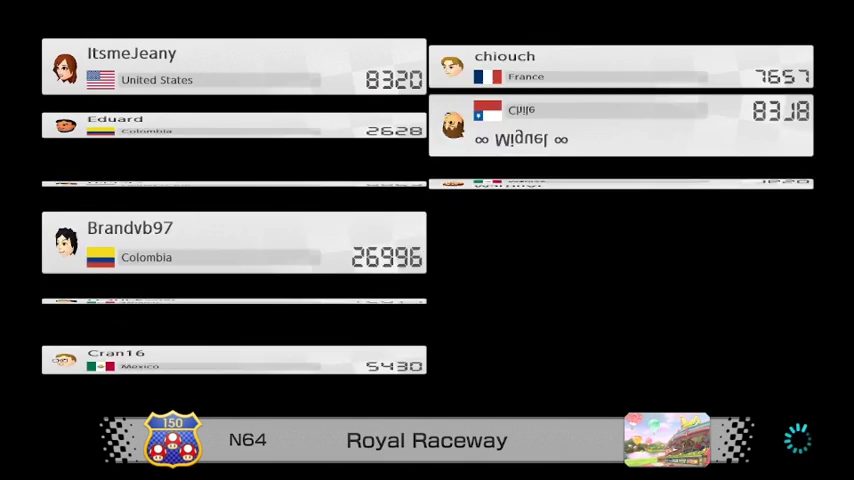 ItsmeJeany
United States
8320
Eduard
Colombia
2628
Brandvb97
Colombia
26996
Cran16
Mexico
5430
chiouch
France
7657
Chile
8318
∞ Miguel ∞
150
N64
Royal Raceway